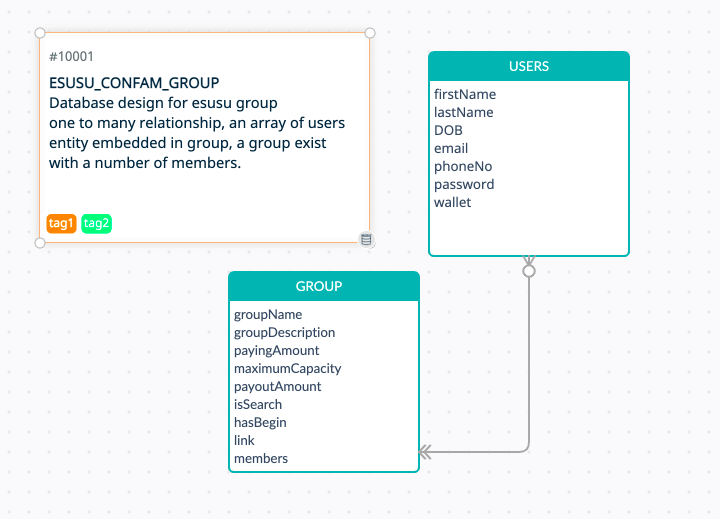 #10001
ESUSU_CONFAM_GROUP
Database design for esusu group
one to many relationship, an array of users
entity embedded in group, a group exist
with a number of members.
tag1 tag2
USERS
firstName
lastName
DOB
email
phoneNo
password
wallet
GROUP
groupName
groupDescription
payingAmount
maximumCapacity
payoutAmount
isSearch
hasBegin
link
members